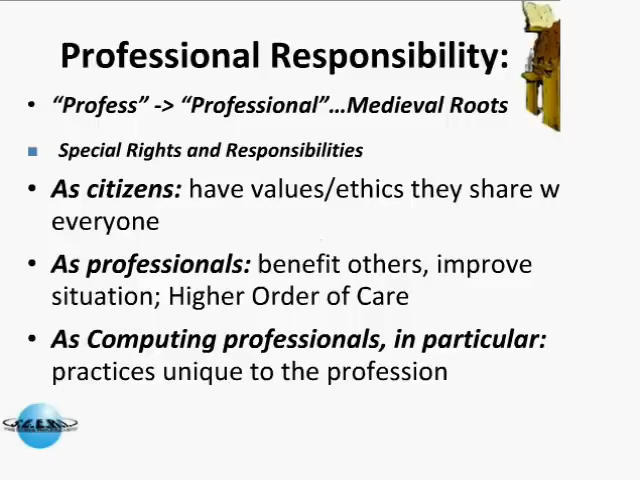 Professional Responsibility:
• “Profess” -> “Professional”…Medieval Roots
■ Special Rights and Responsibilities
• As citizens: have values/ethics they share w
everyone
• As professionals: benefit others, improve
situation; Higher Order of Care
• As Computing professionals, in particular:
practices unique to the profession